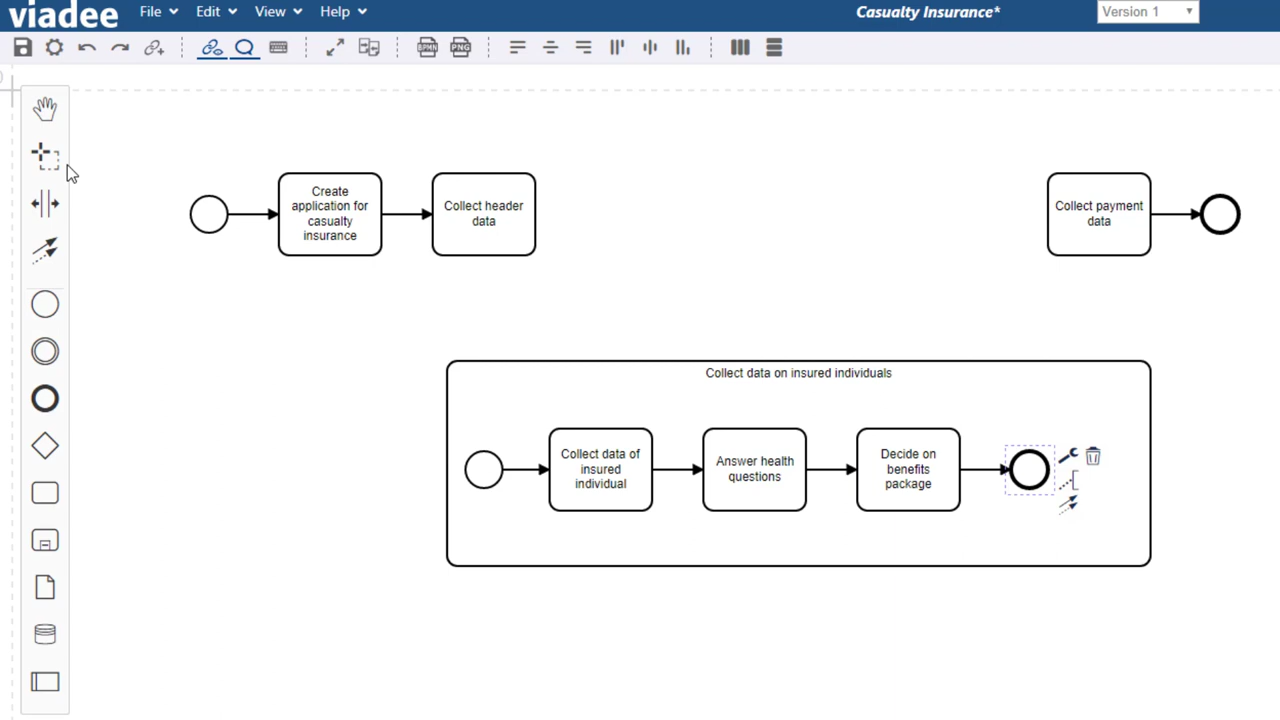 viadee
File
Edit
View
Help
Casualty Insurance*
Version 1
BPMN
PNG
Create
application for
casualty
insurance
Collect header
data
Collect payment
data
Collect data on insured individuals
Collect data of
insured
individual
Answer health
questions
Decide on
benefits
package